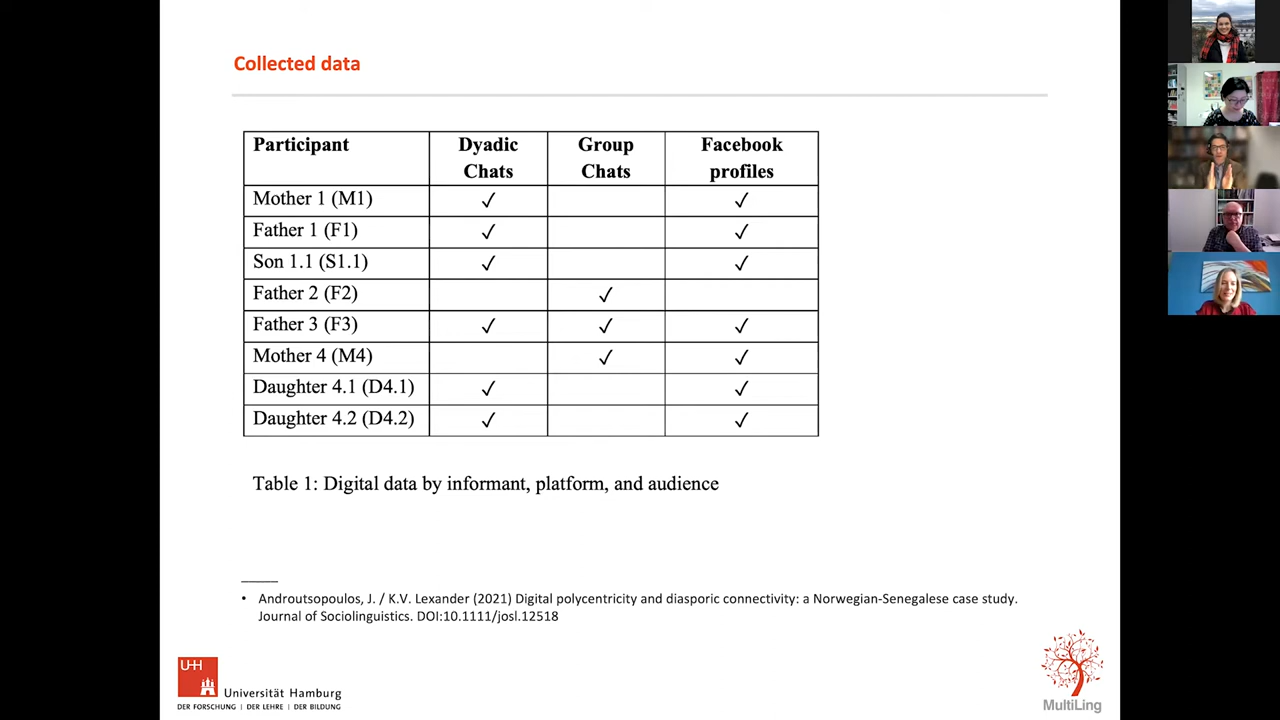 Collected data
Participant Dyadic Chats Group Chats Facebook profiles
Mother 1 (M1) ✓ ✓
Father 1 (F1) ✓ ✓
Son 1.1 (S1.1) ✓ ✓
Father 2 (F2) ✓
Father 3 (F3) ✓ ✓ ✓
Mother 4 (M4) ✓ ✓
Daughter 4.1 (D4.1) ✓ ✓
Daughter 4.2 (D4.2) ✓ ✓
Table 1: Digital data by informant, platform, and audience
• Androutsopoulos, J. / K.V. Lexander (2021) Digital polycentricity and diasporic connectivity: a Norwegian-Senegalese case study.
Journal of Sociolinguistics. DOI:10.1111/josl.12518
UH
Universität Hamburg
DER FORSCHUNG | DER LEHRE | DER BILDUNG
MultiLing